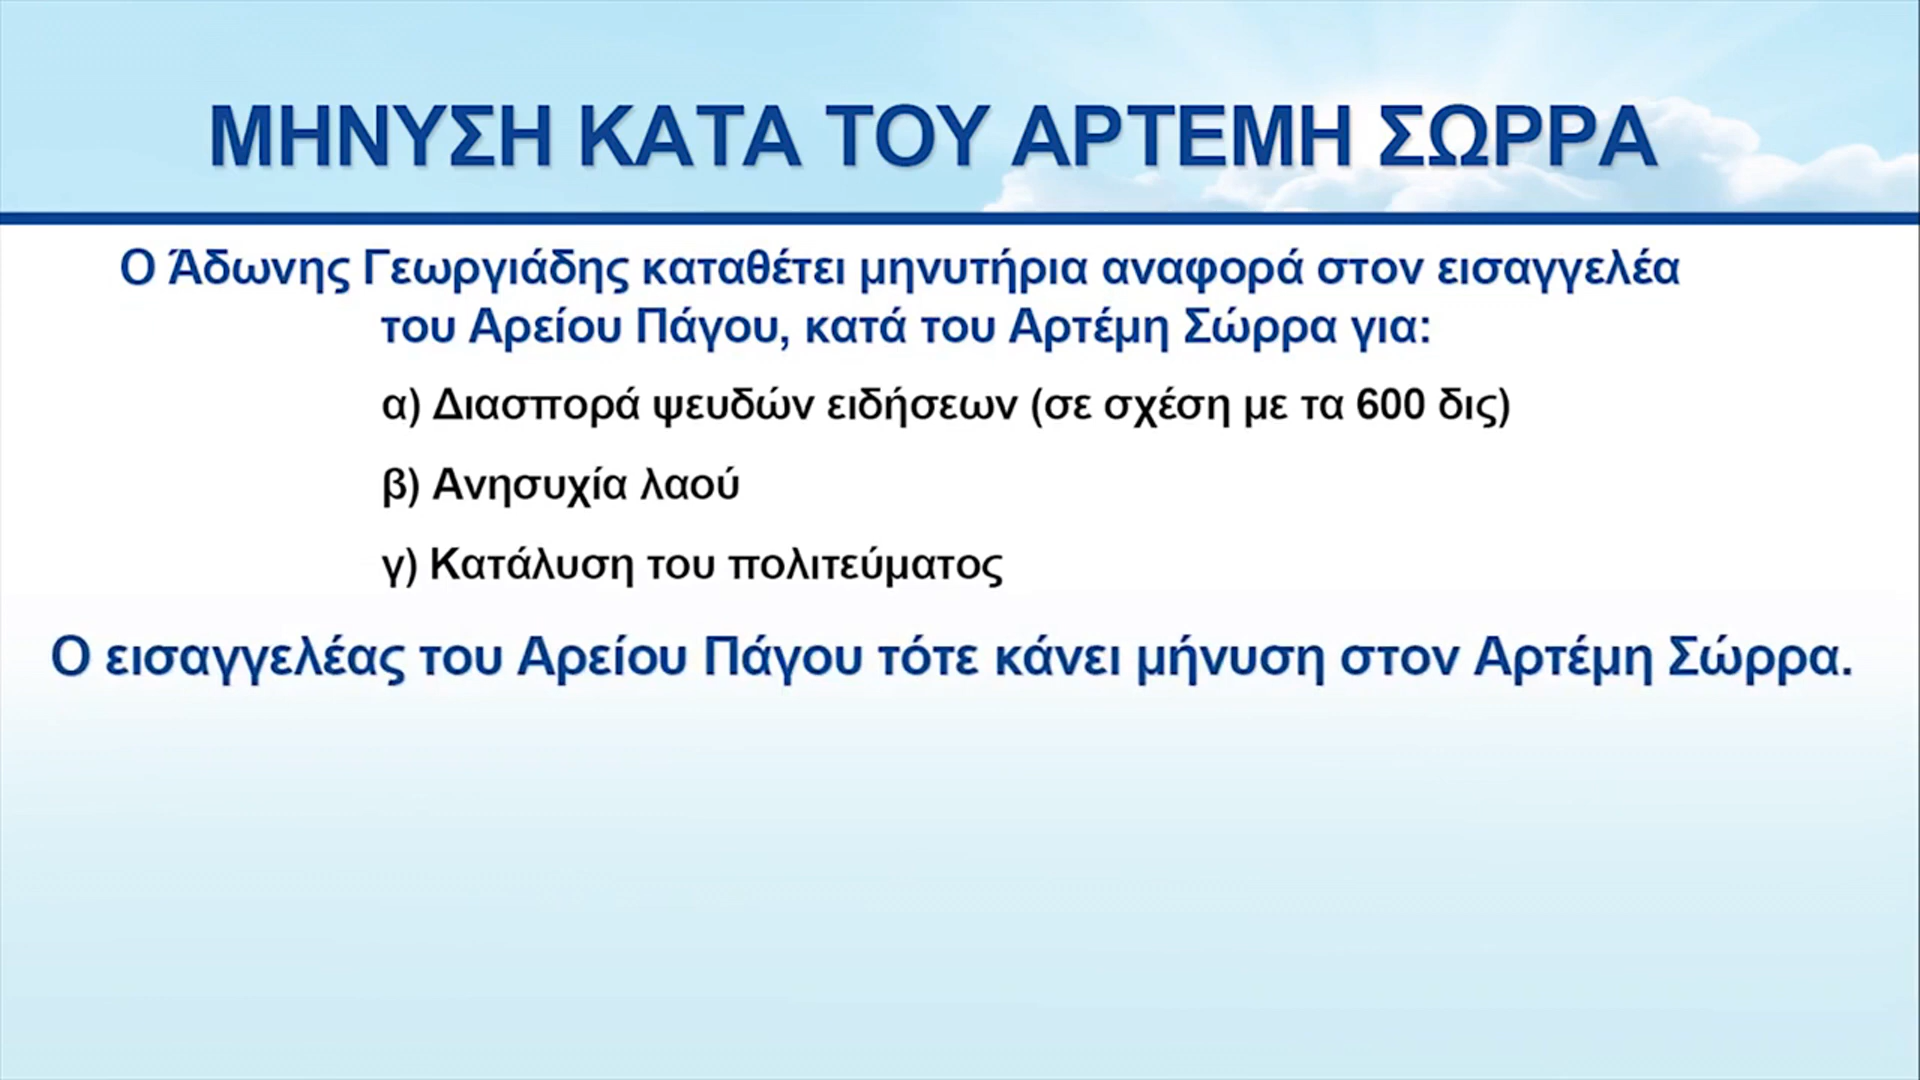 ΜΗΝΥΣΗ ΚΑΤΑ ΤΟΥ ΑΡΤΕΜΗ ΣΩΡΡΑ
Ο Άδωνης Γεωργιάδης καταθέτει μηνυτήρια αναφορά στον εισαγγελέα
του Αρείου Πάγου, κατά του Αρτέμη Σώρρα για:
α) Διασπορά ψευδών ειδήσεων (σε σχέση με τα 600 δις)
β) Ανησυχία λαού
γ) Κατάλυση του πολιτεύματος
Ο εισαγγελέας του Αρείου Πάγου τότε κάνει μήνυση στον Αρτέμη Σώρρα.